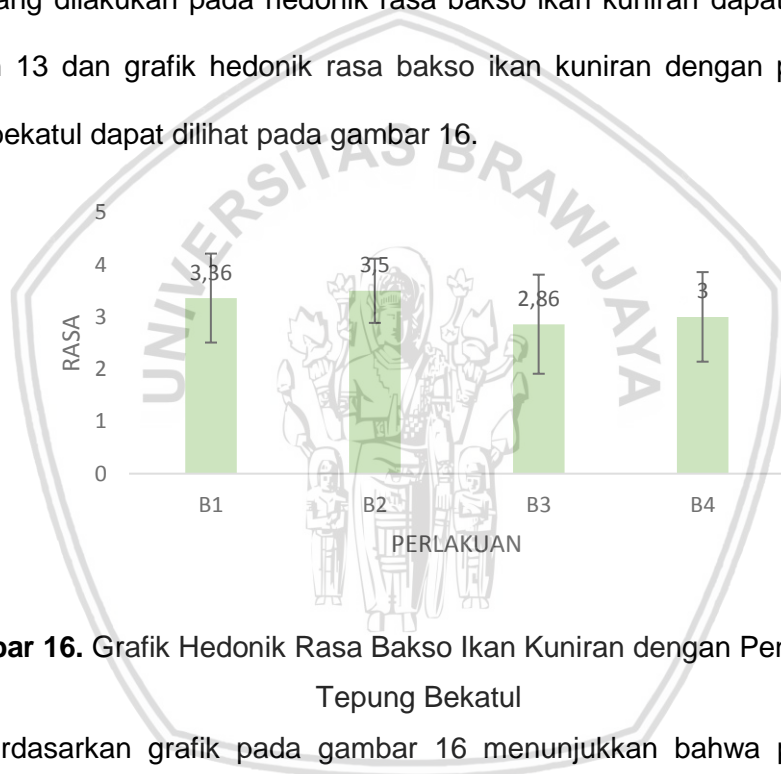 ang dilakukan pada hedonik rasa bakso ikan kuniran dapat
13 dan grafik hedonik rasa bakso ikan kuniran dengan p
bekatul dapat dilihat pada gambar 16.
UNIVERSITAS BRAWIJAYA
5
4
3
2
1
0
RASA
3,36
3,5
2,86
3
B1 B2 B3 B4
PERLAKUAN
bar 16. Grafik Hedonik Rasa Bakso Ikan Kuniran dengan Per
Tepung Bekatul
rdasarkan grafik pada gambar 16 menunjukkan bahwa p